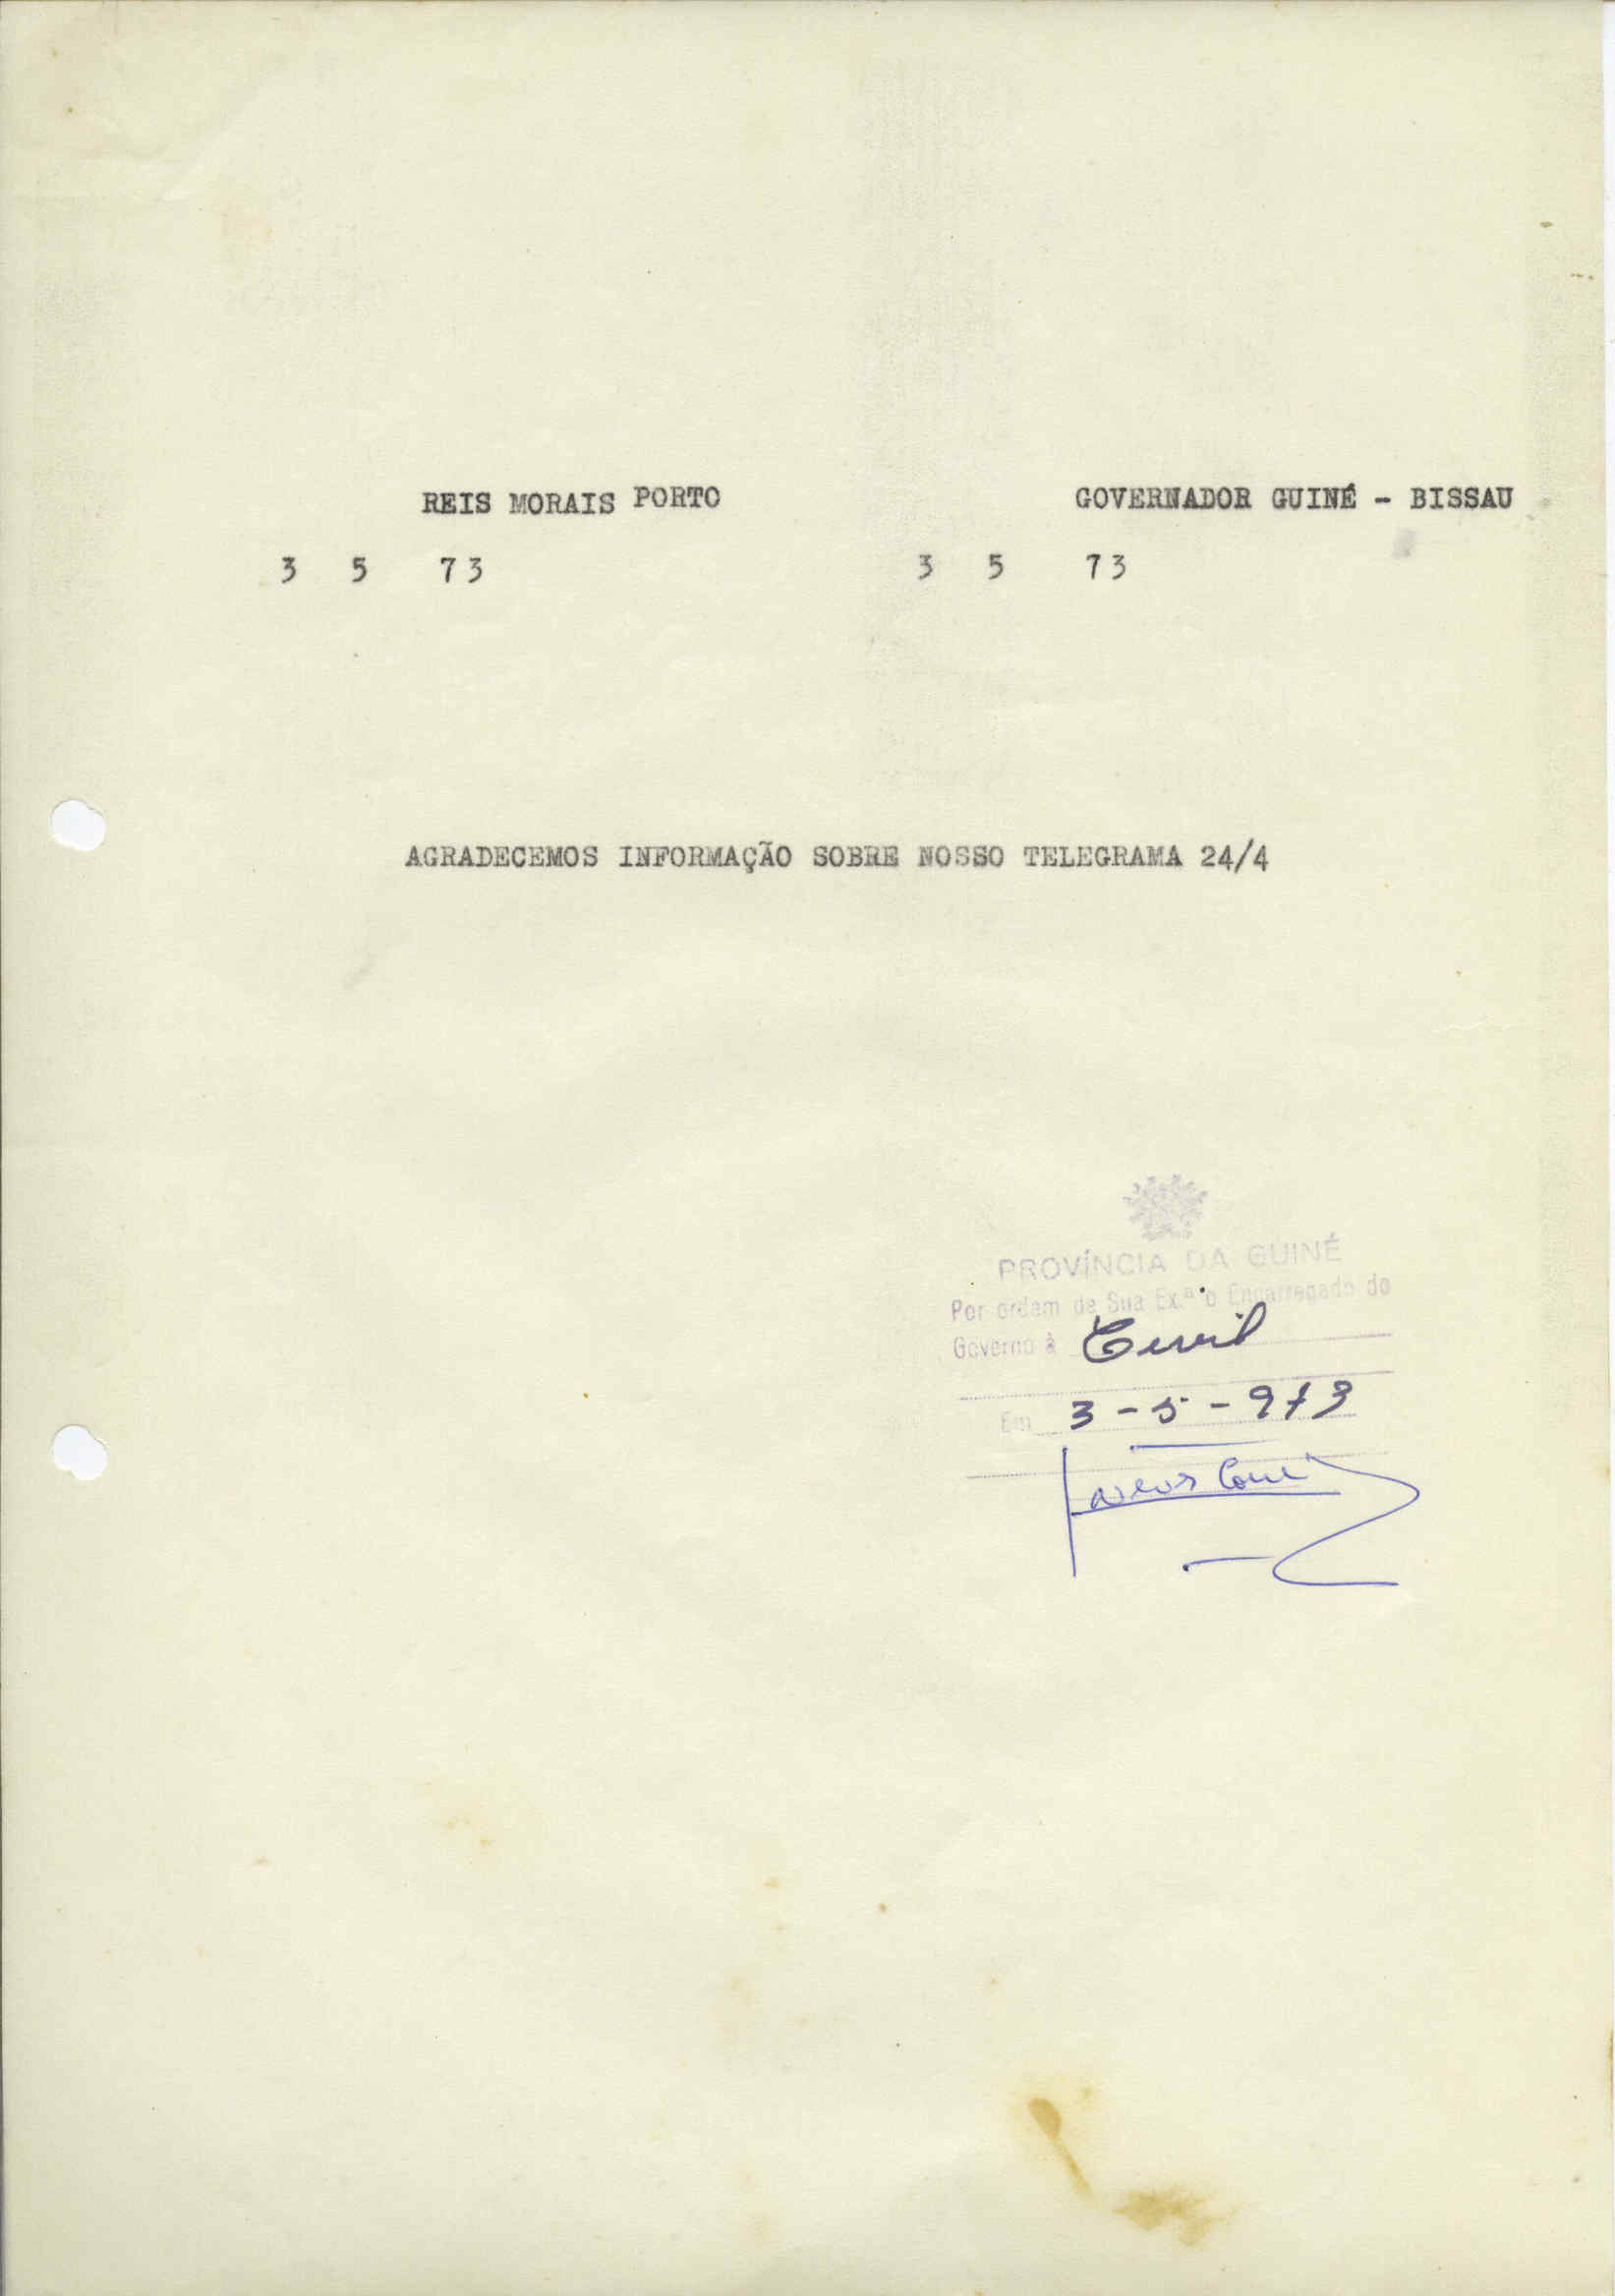 REIS MORAIS PORTO GOVERNADOR GUINÉ - BISSAU
3 5 73 3 5 73
AGRADECEMOS INFORMAÇÃO SOBRE NOSSO TELEGRAMA 24/4
PROVÍNCIA DA GUINÉ
Por ordem de Sua Ex.ª o Encarregado do
Governo à Civil
Em 3-5-973